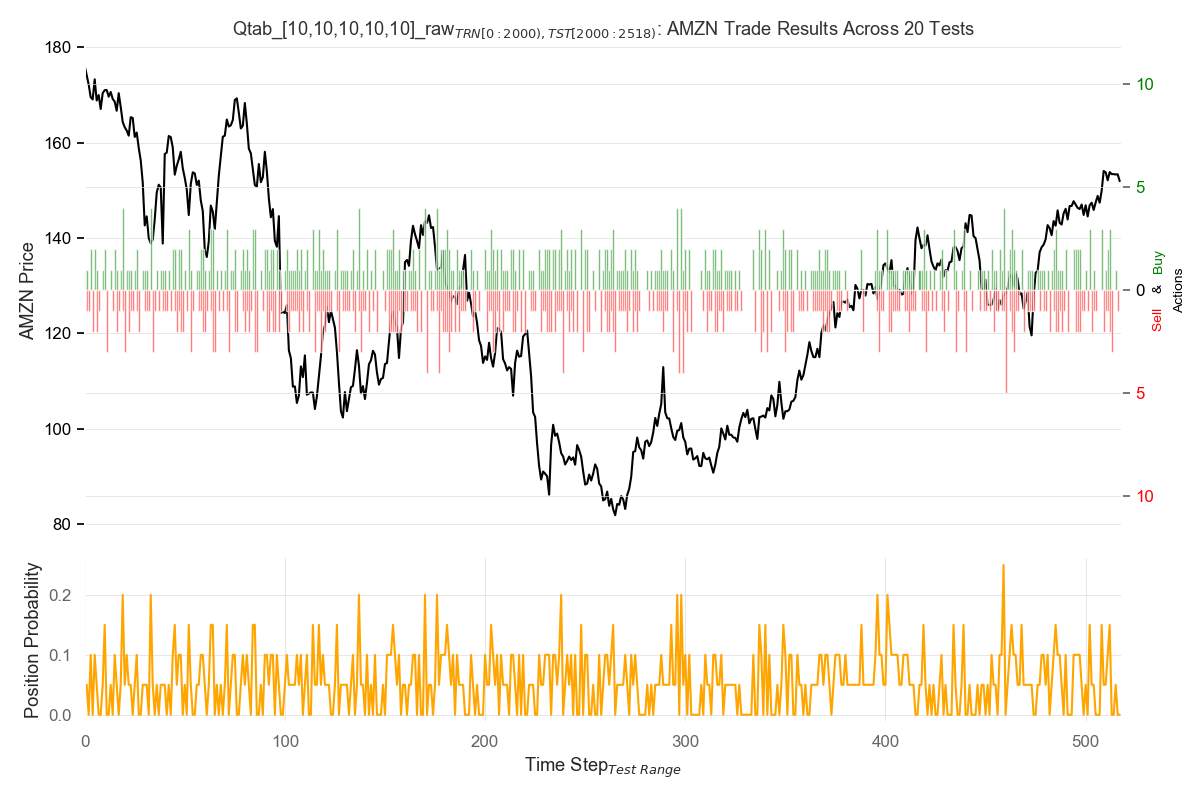 Qtab_[10,10,10,10,10]_raw_TRN[0:2000),TST[2000:2518): AMZN Trade Results Across 20 Tests
180
160
140
120
100
80
AMZN Price
10
5
0
5
10
Sell & Buy
Actions
0.2
0.1
0.0
Position Probability
0 100 200 300 400 500
Time Step Test Range